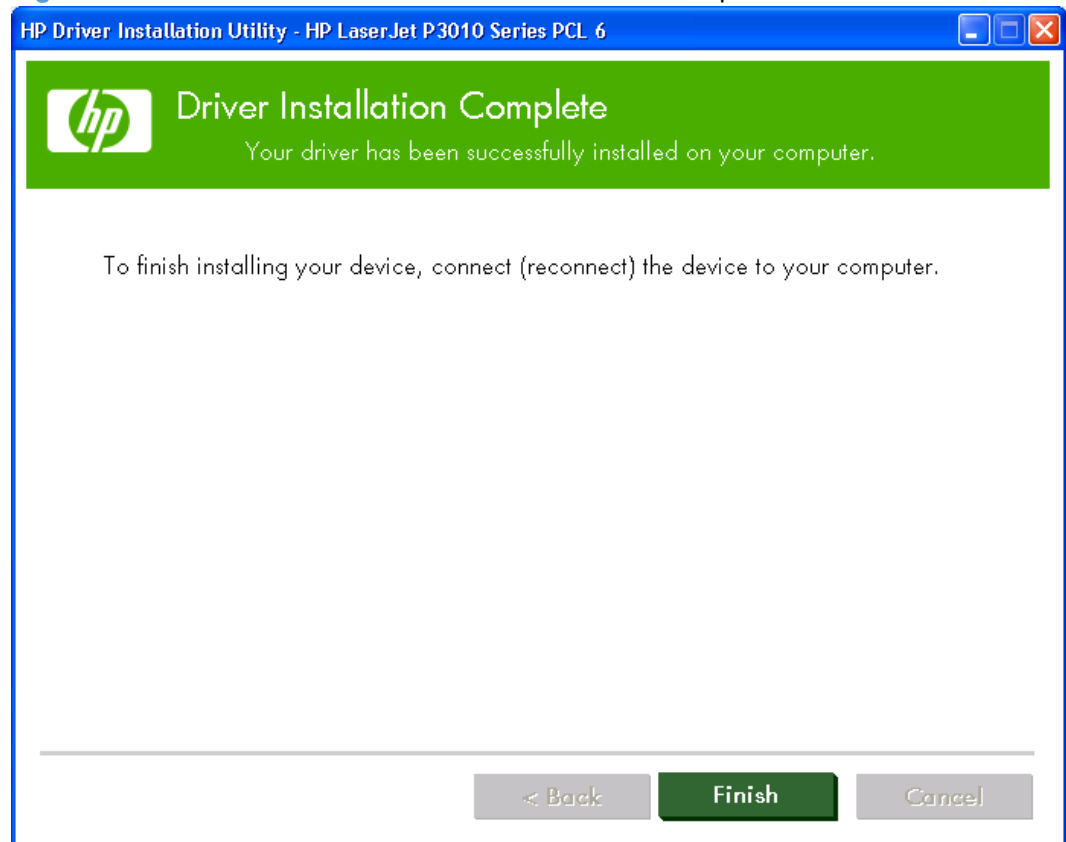 HP Driver Installation Utility - HP LaserJet P3010 Series PCL 6
hp
Driver Installation Complete
Your driver has been successfully installed on your computer.
To finish installing your device, connect (reconnect) the device to your computer.
< Back
Finish
Cancel